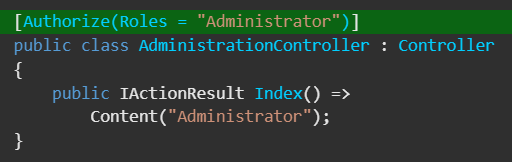 [Authorize(Roles = "Administrator")]
public class AdministrationController : Controller
{
    public IActionResult Index() =>
        Content("Administrator");
}